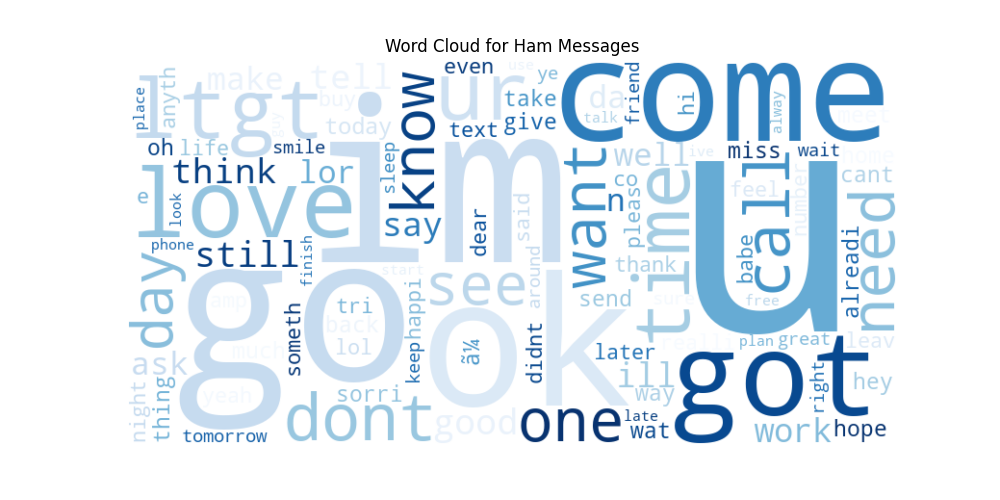 Word Cloud for Ham Messages
place
anyth
make
tell
even
use
ye
friend
hi
alway
come
ltgt
buy
guy
today
know
ur
text
take
give
da
talk
meet
oh
life
smile
im
sleep
well
ive
miss
wait
home
think
lor
love
say
dear
said
want
co
n
pleas
time
feel
call
u
number
cant
e
look
phone
still
finish
start
see
around
thank
babe
alreadi
need
day
go
amp
someth
tri
back
lol
keep
happi
ok
ã¼
didnt
send
sure
free
much
ask
yeah
later
realli
plan
great
leav
night
thing
sorri
ill
way
got
right
hey
tomorrow
dont
good
one
late
wat
work
hope